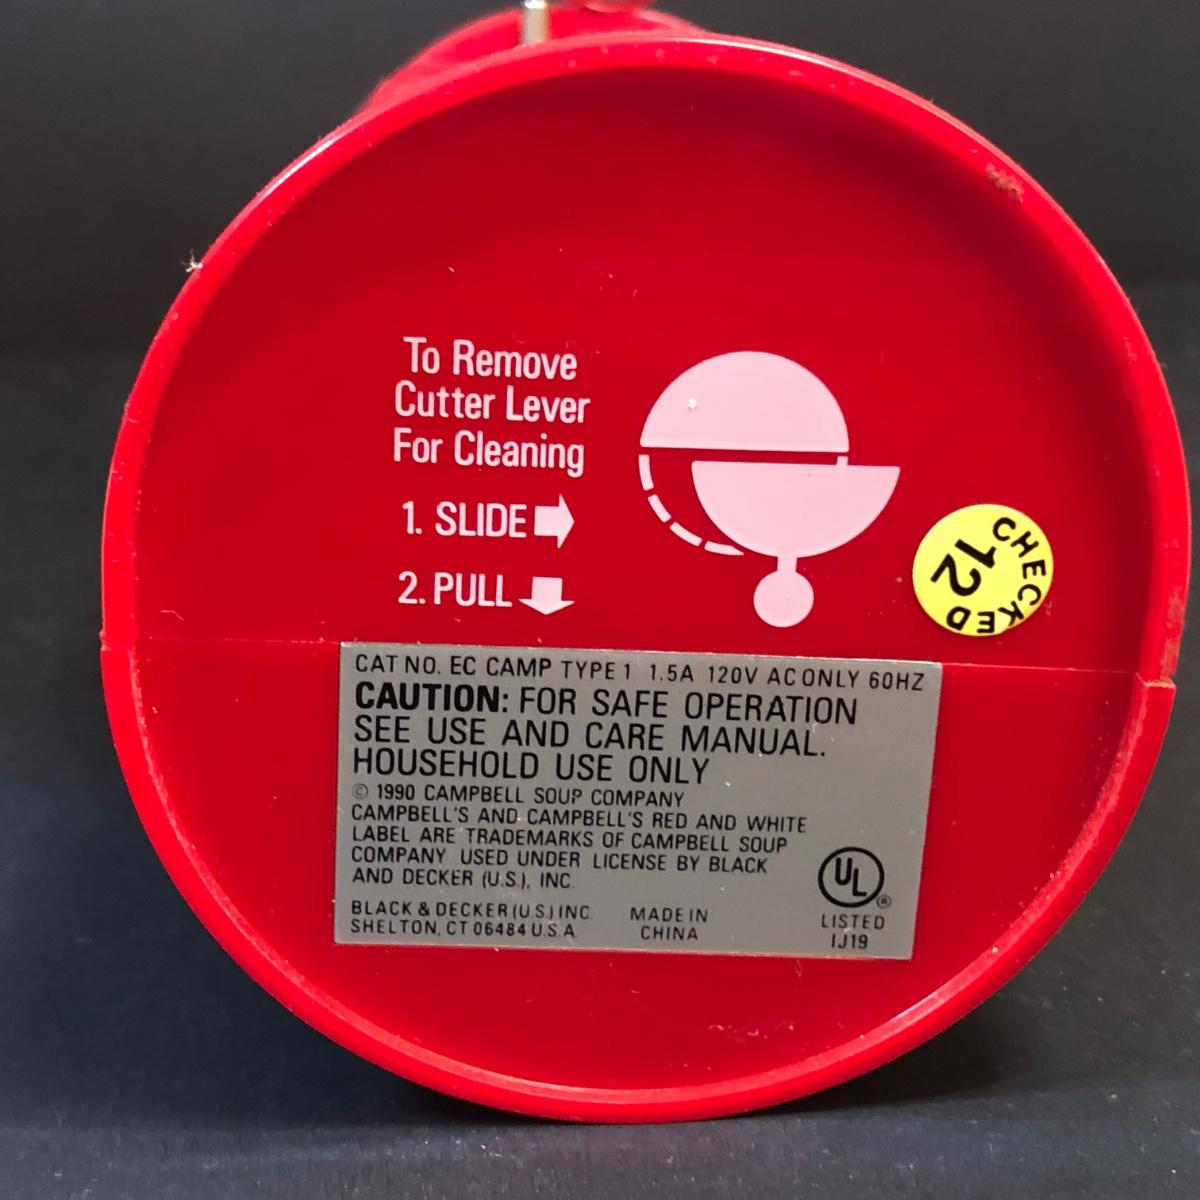 To Remove
Cutter Lever
For Cleaning
1. SLIDE
2. PULL
CHECKED
12
CAT NO. EC CAMP TYPE 1 1.5A 120V AC ONLY 60HZ
CAUTION: FOR SAFE OPERATION
SEE USE AND CARE MANUAL.
HOUSEHOLD USE ONLY
© 1990 CAMPBELL SOUP COMPANY
CAMPBELL'S AND CAMPBELL'S RED AND WHITE
LABEL ARE TRADEMARKS OF CAMPBELL SOUP
COMPANY USED UNDER LICENSE BY BLACK
AND DECKER (U.S.), INC.
BLACK & DECKER (U.S.) INC.
SHELTON, CT 06484 U.S.A.
MADE IN
CHINA
UL®
LISTED
IJ19